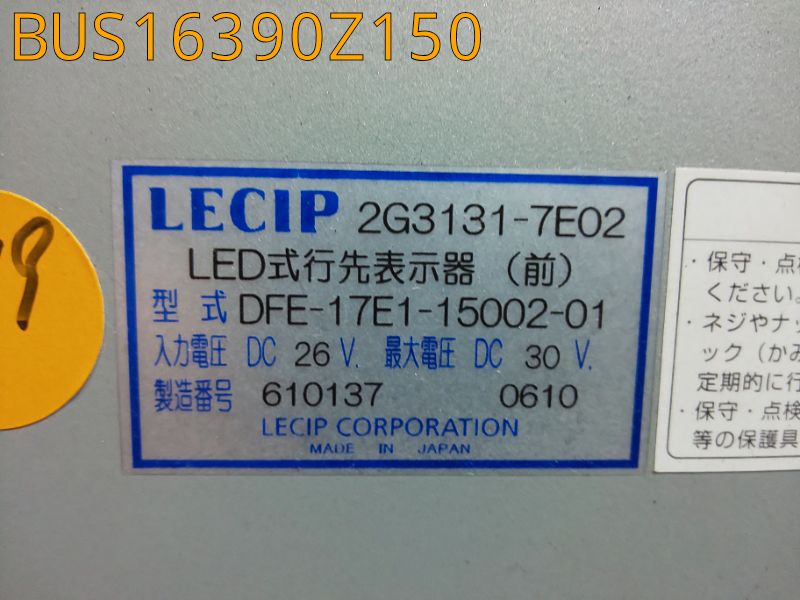 BUS16390Z150
LECIP 2G3131-7E02
LED式行先表示器 (前)
型式 DFE-17E1-15002-01
入力電圧 DC 26 V. 最大電圧 DC 30 V.
製造番号 610137 0610
LECIP CORPORATION
MADE IN JAPAN
9
・保守・点検
ください。
・ネジやナッ
ック（かみ
定期的に行
・保守・点検
等の保護具